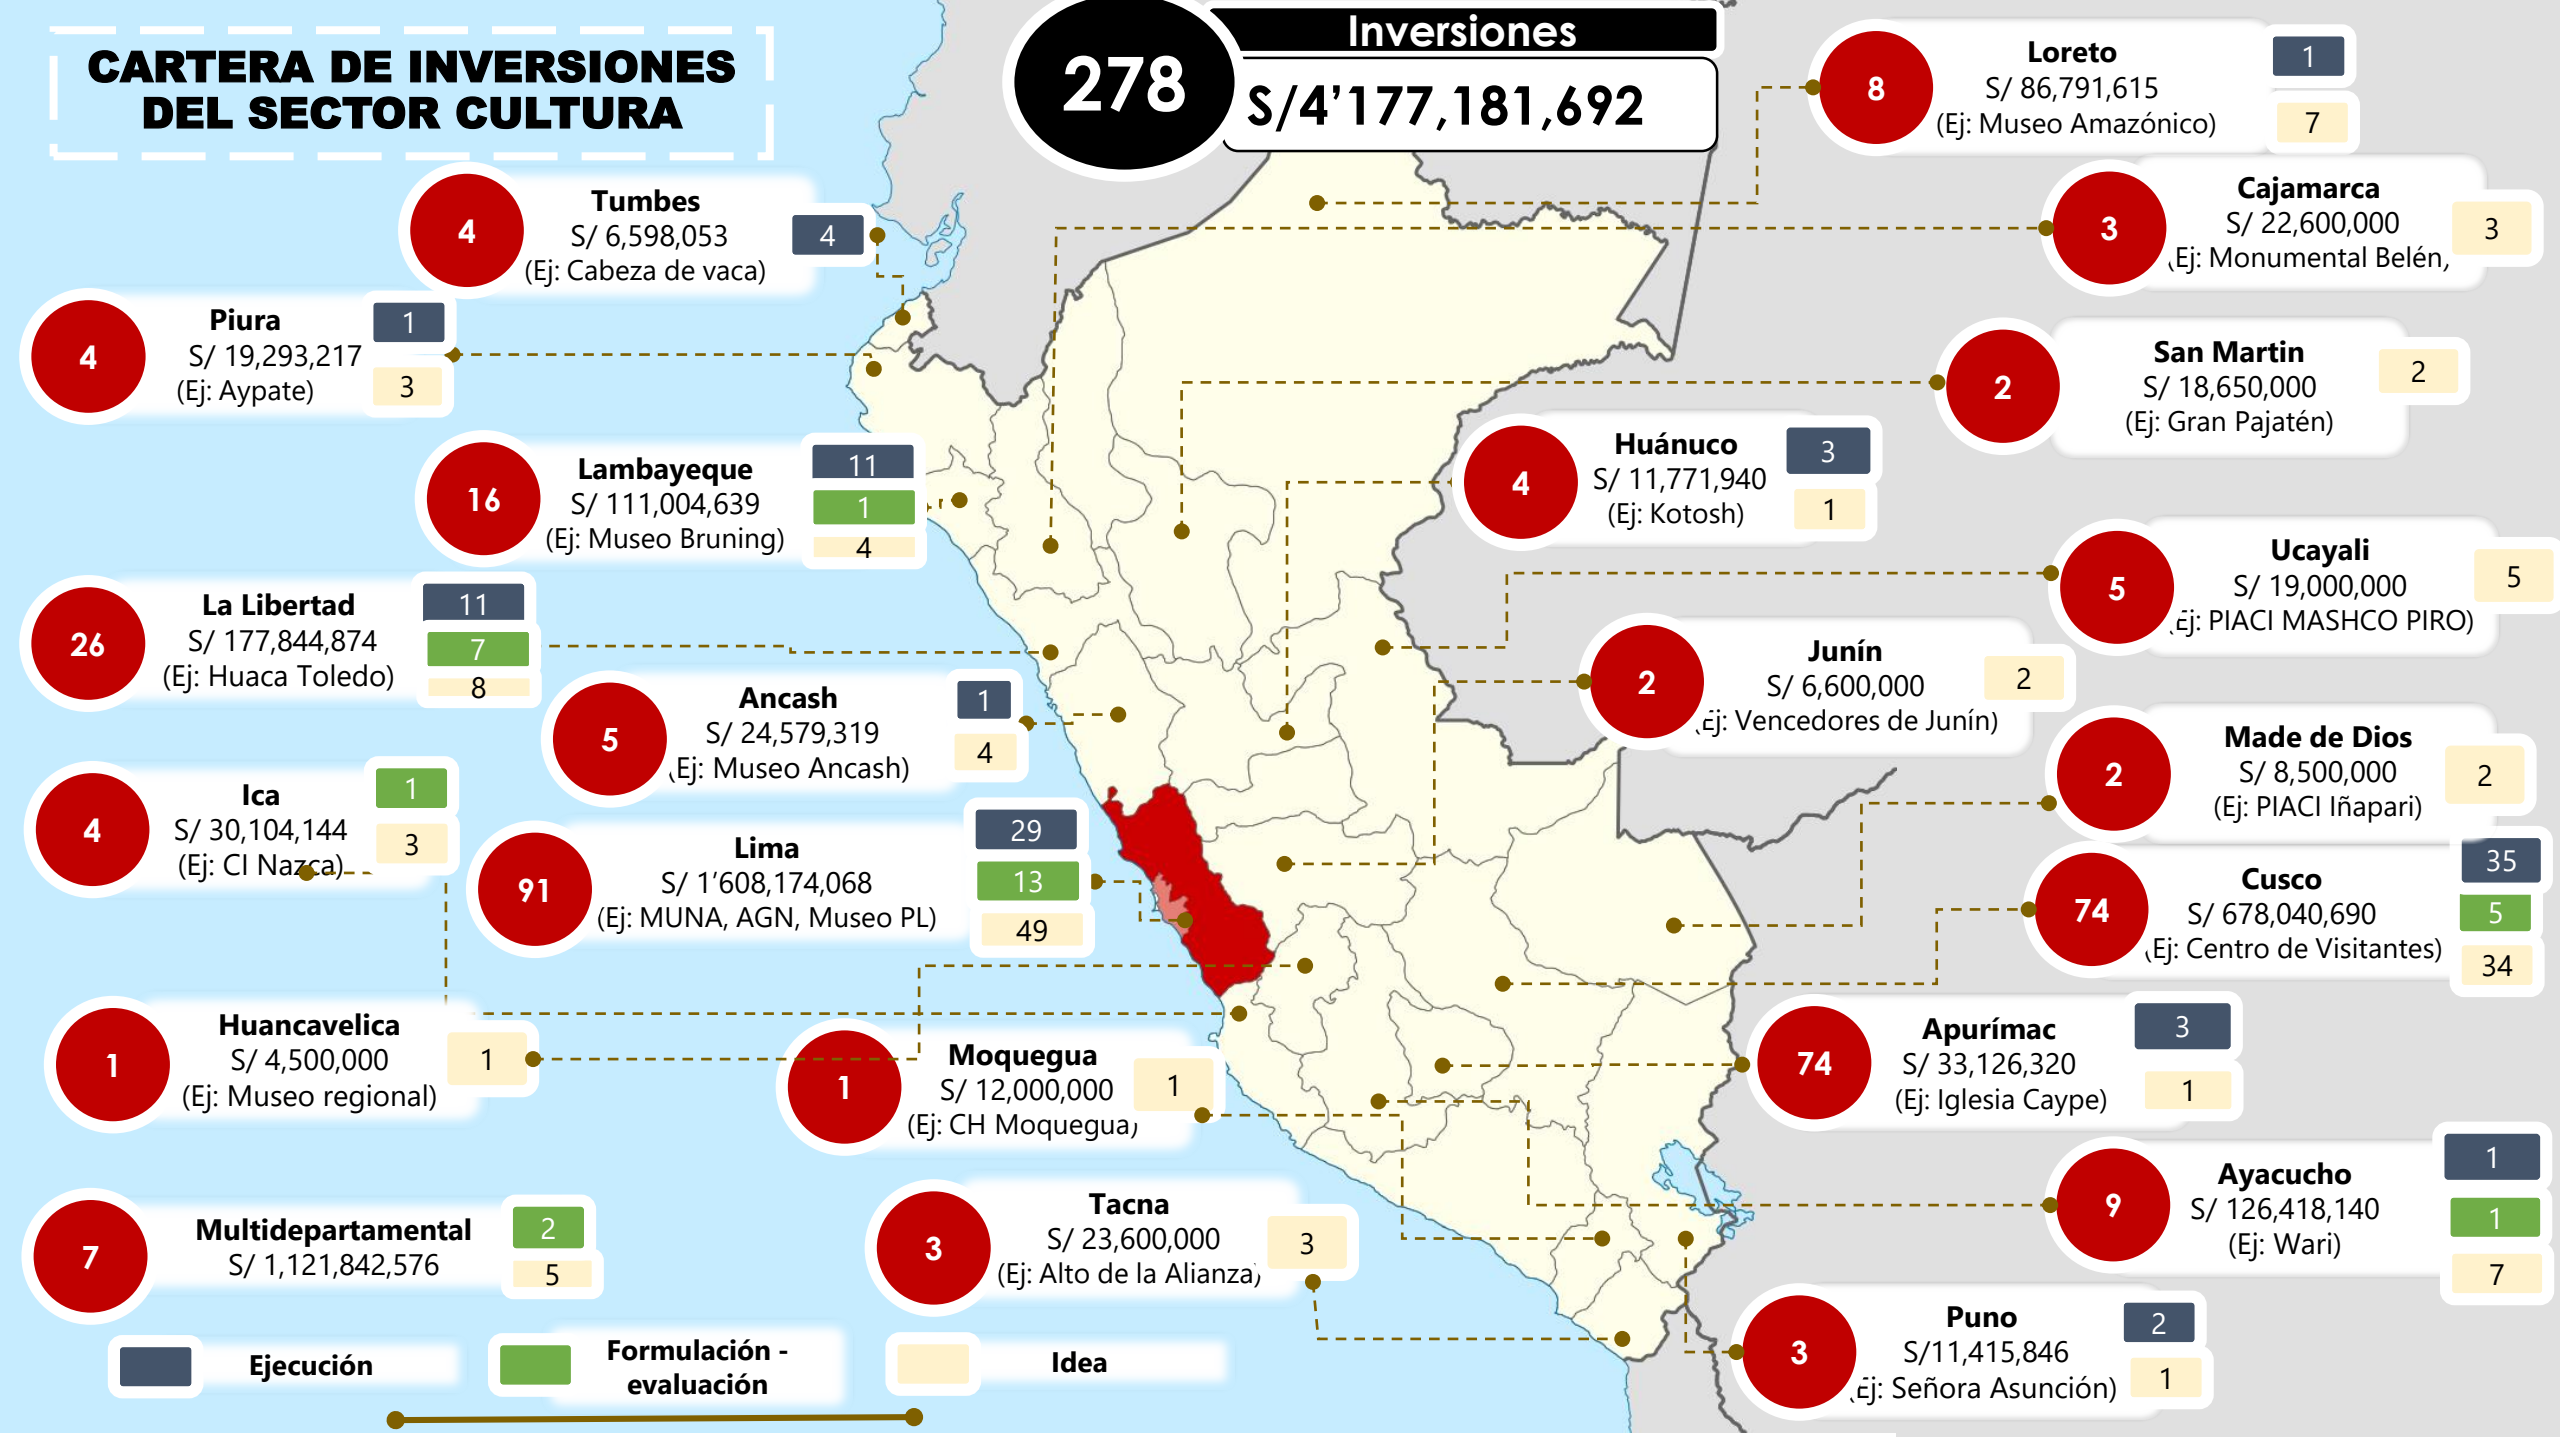 CARTERA DE INVERSIONES
DEL SECTOR CULTURA
278
Inversiones
S/4’177,181,692
8
Loreto
S/ 86,791,615
(Ej: Museo Amazónico)
1
7
4
Tumbes
S/ 6,598,053
(Ej: Cabeza de vaca)
4
3
Cajamarca
S/ 22,600,000
(Ej: Monumental Belén,
3
4
Piura
S/ 19,293,217
(Ej: Aypate)
1
3
2
San Martin
S/ 18,650,000
(Ej: Gran Pajatén)
2
16
Lambayeque
S/ 111,004,639
(Ej: Museo Bruning)
11
1
4
4
Huánuco
S/ 11,771,940
(Ej: Kotosh)
3
1
5
Ucayali
S/ 19,000,000
(Ej: PIACI MASHCO PIRO)
5
26
La Libertad
S/ 177,844,874
(Ej: Huaca Toledo)
11
7
8
2
Junín
S/ 6,600,000
(Ej: Vencedores de Junín)
2
5
Ancash
S/ 24,579,319
(Ej: Museo Ancash)
1
4
2
Made de Dios
S/ 8,500,000
(Ej: PIACI Iñapari)
2
4
Ica
S/ 30,104,144
(Ej: CI Nazca)
1
3
91
Lima
S/ 1’608,174,068
(Ej: MUNA, AGN, Museo PL)
29
13
49
74
Cusco
S/ 678,040,690
(Ej: Centro de Visitantes)
35
5
34
1
Huancavelica
S/ 4,500,000
(Ej: Museo regional)
1
1
Moquegua
S/ 12,000,000
(Ej: CH Moquegua)
1
74
Apurímac
S/ 33,126,320
(Ej: Iglesia Caype)
3
1
9
Ayacucho
S/ 126,418,140
(Ej: Wari)
1
1
7
7
Multidepartamental
S/ 1,121,842,576
2
5
3
Tacna
S/ 23,600,000
(Ej: Alto de la Alianza)
3
3
Puno
S/11,415,846
(Ej: Señora Asunción)
2
1
Ejecución
Formulación -
evaluación
Idea